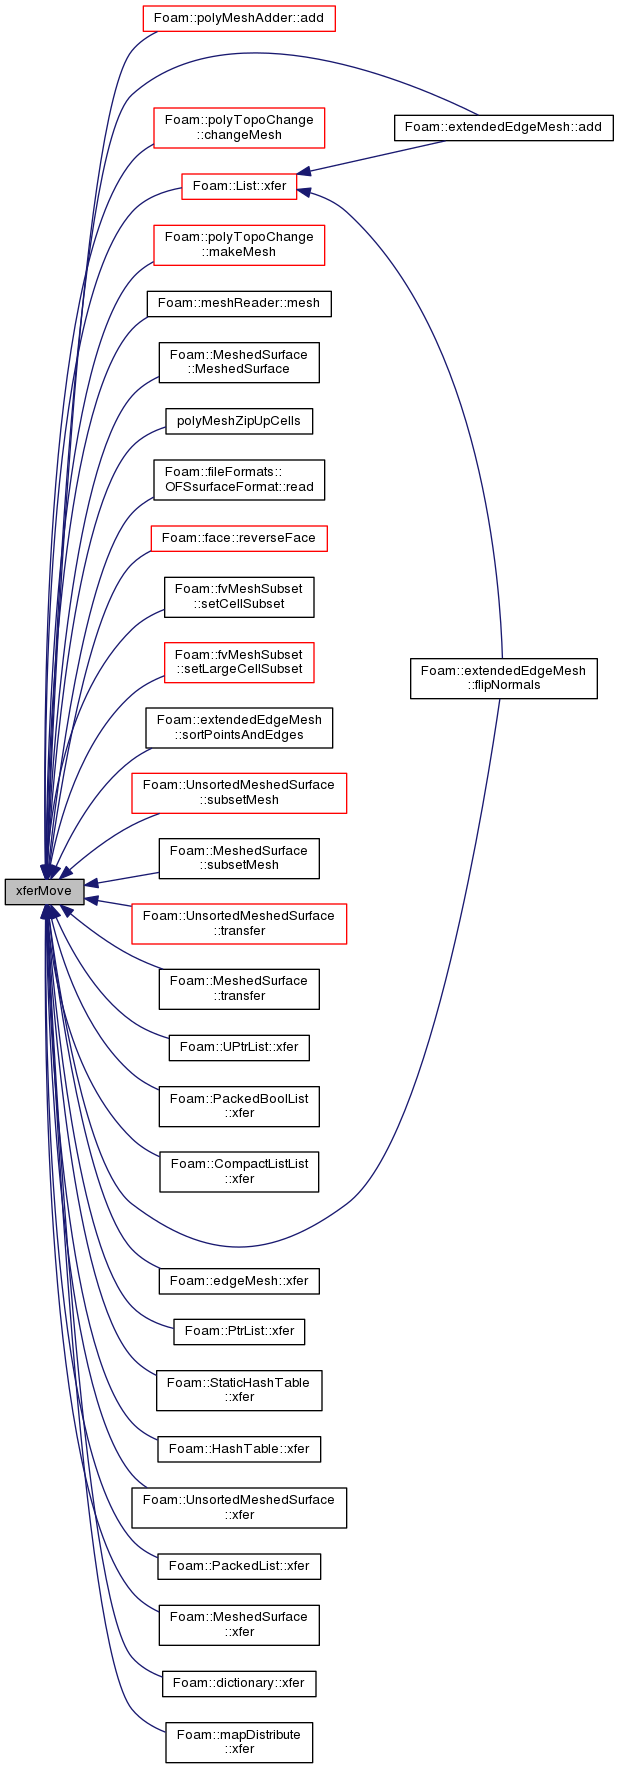 Foam::polyMeshAdder::add
Foam::polyTopoChange
::changeMesh
Foam::extendedEdgeMesh::add
Foam::List::xfer
Foam::polyTopoChange
::makeMesh
Foam::meshReader::mesh
Foam::MeshedSurface
::MeshedSurface
polyMeshZipUpCells
Foam::fileFormats::
OFSsurfaceFormat::read
Foam::face::reverseFace
Foam::fvMeshSubset
::setCellSubset
Foam::fvMeshSubset
::setLargeCellSubset
Foam::extendedEdgeMesh
::flipNormals
Foam::extendedEdgeMesh
::sortPointsAndEdges
Foam::UnsortedMeshedSurface
::subsetMesh
Foam::MeshedSurface
::subsetMesh
xferMove
Foam::UnsortedMeshedSurface
::transfer
Foam::MeshedSurface
::transfer
Foam::UPtrList::xfer
Foam::PackedBoolList
::xfer
Foam::CompactListList
::xfer
Foam::edgeMesh::xfer
Foam::PtrList::xfer
Foam::StaticHashTable
::xfer
Foam::HashTable::xfer
Foam::UnsortedMeshedSurface
::xfer
Foam::PackedList::xfer
Foam::MeshedSurface
::xfer
Foam::dictionary::xfer
Foam::mapDistribute
::xfer